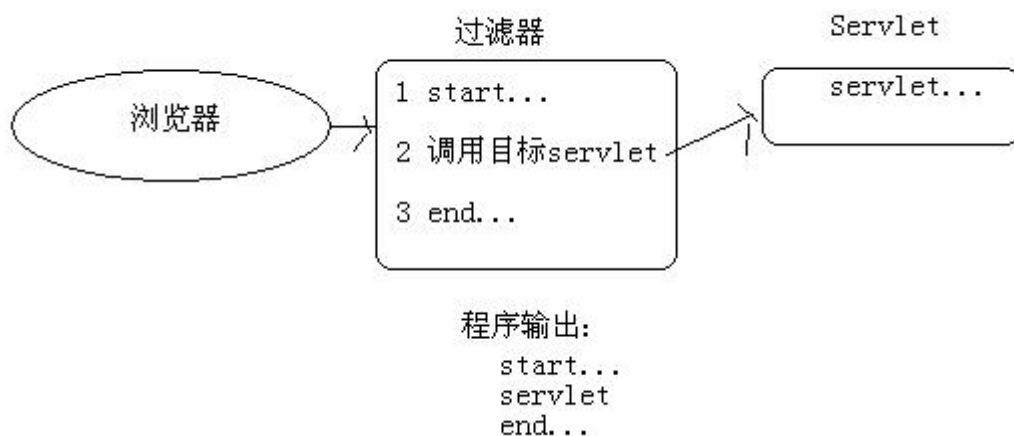 过滤器
Servlet
浏览器
1 start...
2 调用目标servlet
3 end...
servlet...
程序输出:
start...
servlet
end...